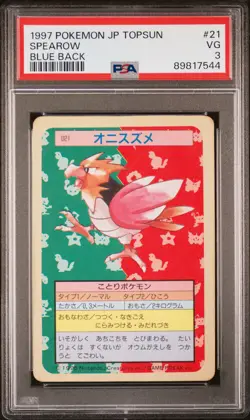 1997 POKEMON JP TOPSUN #21
SPEAROW VG
BLUE BACK 3
PSA 89817544
021 オニスズメ
ことりポケモン
タイプ1/ノーマル タイプ2/ひこう
たかさ/0.3メートル おもさ/2キログラム
おもなわざ/つつく・なきごえ
にらみつける・みだれづき
いそがしく あちこちを とびまわる。 たい
りょくは すくないが オウムがえしを つかう
と てごわい。